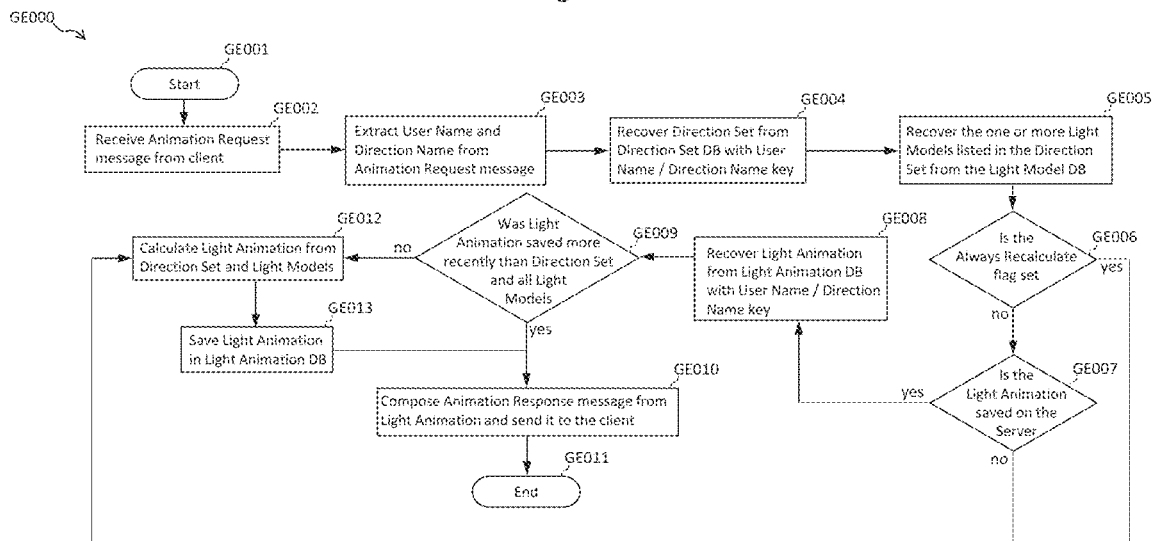 GE000
GE001
Start
GE002
Receive Animation Request
message from client
GE003
Extract User Name and
Direction Name from
Animation Request message
GE004
Recover Direction Set from
Direction Set DB with User
Name / Direction Name key
GE005
Recover the one or more Light
Models listed in the Direction
Set from the Light Model DB
GE006
Is the
Always Recalculate
flag set
yes
no
GE007
Is the
Light Animation
saved on the
Server
yes
no
GE008
Recover Light Animation
from Light Animation DB
with User Name / Direction
Name key
GE009
Was Light
Animation saved more
recently than Direction Set
and all Light
Models
no
yes
GE012
Calculate Light Animation from
Direction Set and Light Models
GE013
Save Light Animation
in Light Animation DB
GE010
Compose Animation Response message from
Light Animation and send it to the client
GE011
End